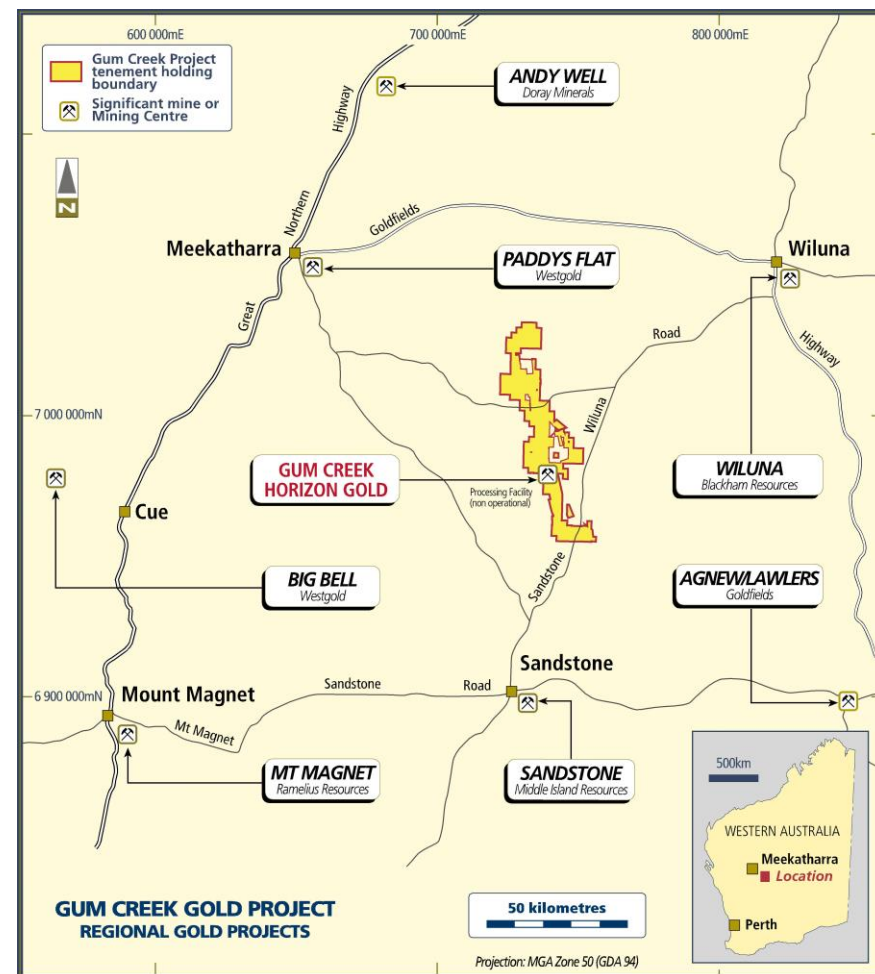 600 000mE
700 000mE
800 000mE
Gum Creek Project
tenement holding
boundary
Significant mine or
Mining Centre
N
ANDY WELL
Doray Minerals
Highway
Northern
Goldfields
Meekatharra
Wiluna
PADDYS FLAT
Westgold
Great
Road
Highway
7 000 000mN
Wiluna
GUM CREEK
HORIZON GOLD
Processing Facility
(non operational)
WILUNA
Blackham Resources
Cue
BIG BELL
Westgold
Sandstone
AGNEW/LAWLERS
Goldfields
6 900 000mN
Mount Magnet
Sandstone
Road
Sandstone
Mt Magnet
MT MAGNET
Ramelius Resources
SANDSTONE
Middle Island Resources
500km
WESTERN AUSTRALIA
Meekatharra
Location
Perth
GUM CREEK GOLD PROJECT
REGIONAL GOLD PROJECTS
50 kilometres
Projection: MGA Zone 50 (GDA 94)